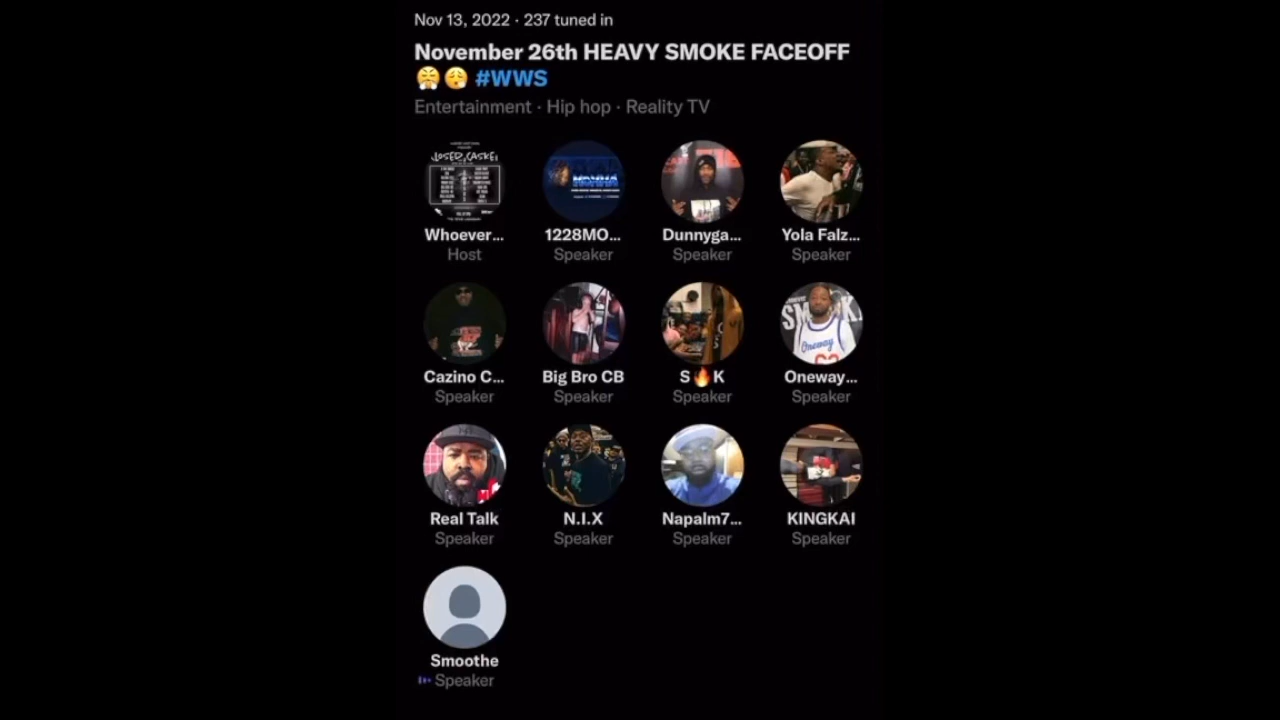 Nov 13, 2022 · 237 tuned in
November 26th HEAVY SMOKE FACEOFF
😤😮‍💨 #WWS
Entertainment · Hip hop · Reality TV
Whoever... 1228MO... Dunnyga... Yola Falz...
Host Speaker Speaker Speaker
Cazino C... Big Bro CB S🔥K Oneway...
Speaker Speaker Speaker Speaker
Real Talk N.I.X Napalm7... KINGKAI
Speaker Speaker Speaker Speaker
Smoothe
Speaker